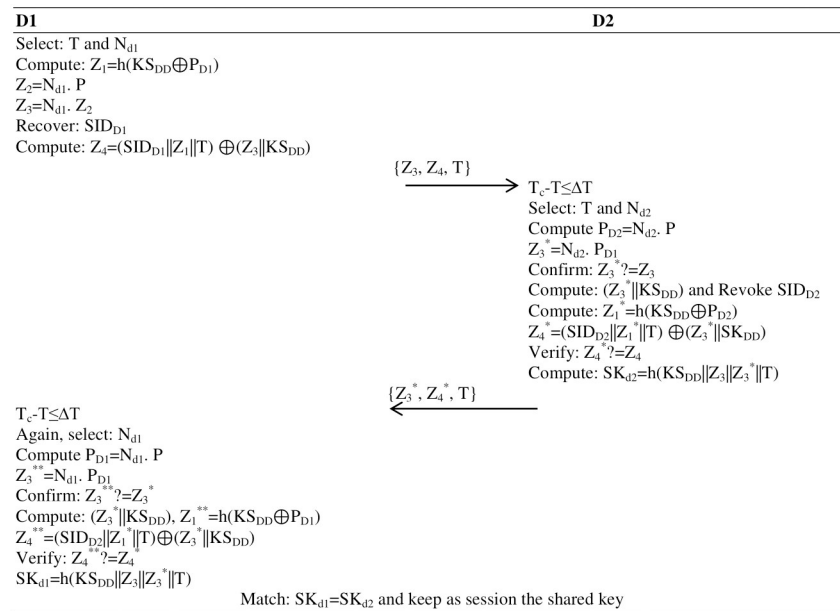 D1 D2
Select: T and N_d1
Compute: Z_1=h(KS_DD⊕P_D1)
Z_2=N_d1. P
Z_3=N_d1. Z_2
Recover: SID_D1
Compute: Z_4=(SID_D1||Z_1||T) ⊕(Z_3||KS_DD)
{Z_3, Z_4, T}
T_c-T≤ΔT
Select: T and N_d2
Compute P_D2=N_d2. P
Z_3^*=N_d2. P_D1
Confirm: Z_3^*?=Z_3
Compute: (Z_3^*||KS_DD) and Revoke SID_D2
Compute: Z_1^*=h(KS_DD⊕P_D2)
Z_4^*=(SID_D2||Z_1^*||T) ⊕(Z_3^*||SK_DD)
Verify: Z_4^*?=Z_4
Compute: SK_d2=h(KS_DD||Z_3||Z_3^*||T)
{Z_3^*, Z_4^*, T}
T_c-T≤ΔT
Again, select: N_d1
Compute P_D1=N_d1. P
Z_3^**=N_d1. P_D1
Confirm: Z_3^**?=Z_3^*
Compute: (Z_3^*||KS_DD), Z_1^**=h(KS_DD⊕P_D1)
Z_4^**=(SID_D2||Z_1^*||T)⊕(Z_3^*||KS_DD)
Verify: Z_4^**?=Z_4^*
SK_d1=h(KS_DD||Z_3||Z_3^*||T)
Match: SK_d1=SK_d2 and keep as session the shared key